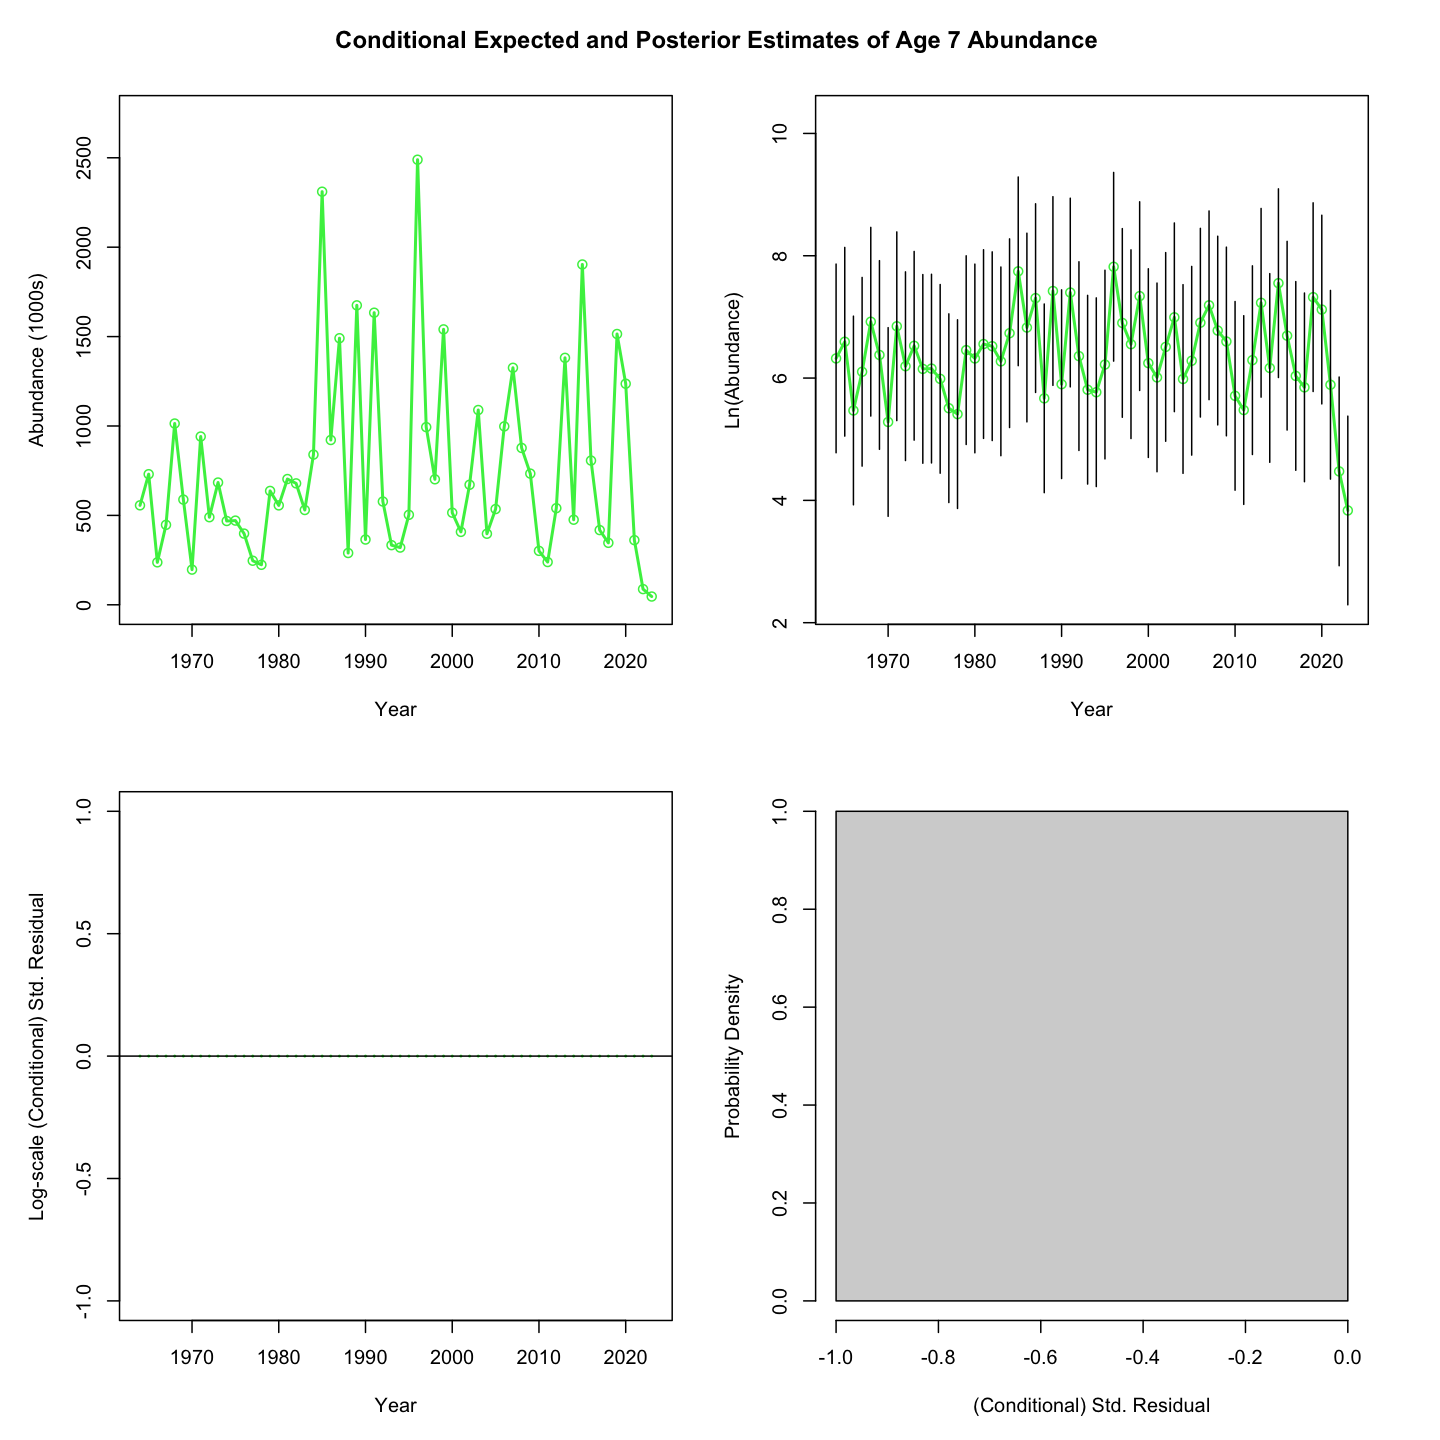 Conditional Expected and Posterior Estimates of Age 7 Abundance
Abundance (1000s)
2500
2000
1500
1000
500
0
1970 1980 1990 2000 2010 2020
Year
Ln(Abundance)
10
8
6
4
2
1970 1980 1990 2000 2010 2020
Year
Log-scale (Conditional) Std. Residual
1.0
0.5
0.0
-0.5
-1.0
1970 1980 1990 2000 2010 2020
Year
Probability Density
1.0
0.8
0.6
0.4
0.2
0.0
-1.0 -0.8 -0.6 -0.4 -0.2 0.0
(Conditional) Std. Residual